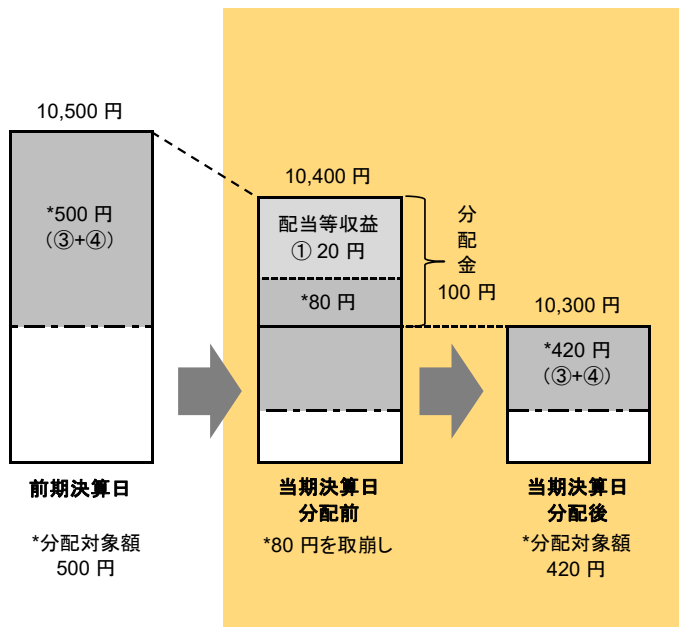 10,500 円
*500 円
(③+④)
前期決算日
*分配対象額
500 円
10,400 円
配当等収益
① 20 円
*80 円
分
配
金
100 円
当期決算日
分配前
*80 円を取崩し
10,300 円
*420 円
(③+④)
当期決算日
分配後
*分配対象額
420 円